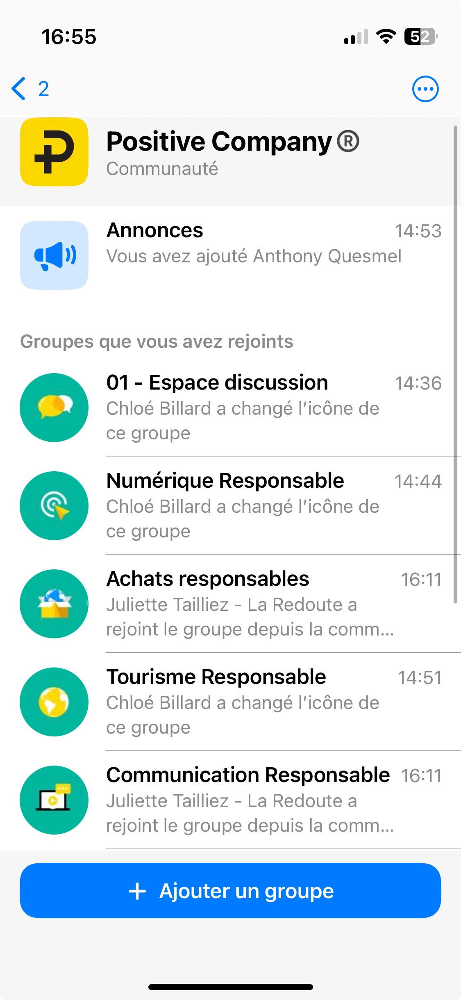 16:55
52
2
Positive Company®
Communauté
Annonces
14:53
Vous avez ajouté Anthony Quesmel
Groupes que vous avez rejoints
01 - Espace discussion
14:36
Chloé Billard a changé l’icône de
ce groupe
Numérique Responsable
14:44
Chloé Billard a changé l’icône de
ce groupe
Achats responsables
16:11
Juliette Tailliez - La Redoute a
rejoint le groupe depuis la comm...
Tourisme Responsable
14:51
Chloé Billard a changé l’icône de
ce groupe
Communication Responsable
16:11
Juliette Tailliez - La Redoute a
rejoint le groupe depuis la comm...
+ Ajouter un groupe